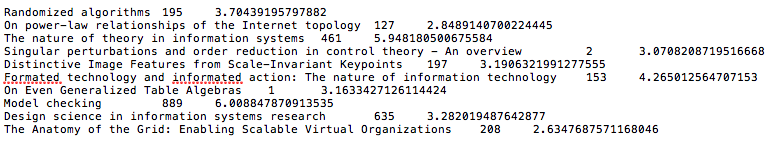 Randomized algorithms 195 3.70439195797882
On power-law relationships of the Internet topology 127 2.8489140700224445
The nature of theory in information systems 461 5.948180500675584
Singular perturbations and order reduction in control theory - An overview 2 3.0708208719516668
Distinctive Image Features from Scale-Invariant Keypoints 197 3.1906321991277555
Formated technology and informated action: The nature of information technology 153 4.265012564707153
On Even Generalized Table Algebras 1 3.1633427126114424
Model checking 889 6.008847870913535
Design science in information systems research 635 3.282019487642877
The Anatomy of the Grid: Enabling Scalable Virtual Organizations 208 2.6347687571168046